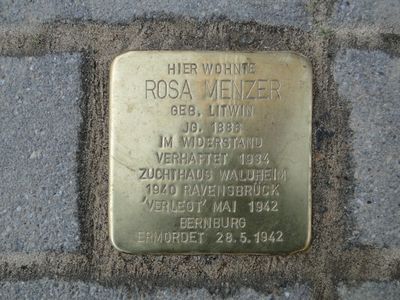 HIER WOHNTE
ROSA MENZER
GEB. LITWIN
JG. 1886
IM WIDERSTAND
VERHAFTET 1934
ZUCHTHAUS WALDHEIM
1940 RAVENSBRÜCK
'VERLEGT' MAI 1942
BERNBURG
ERMORDET 28.5.1942